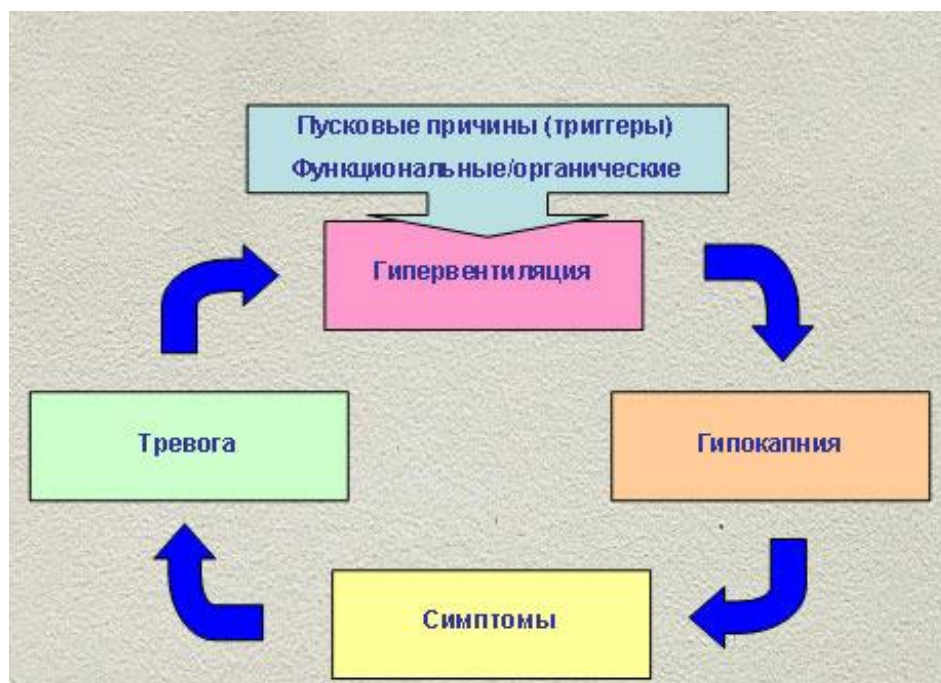 Пусковые причины (триггеры)
Функциональные/органические
Гипервентиляция
Тревога
Гипокапния
Симптомы